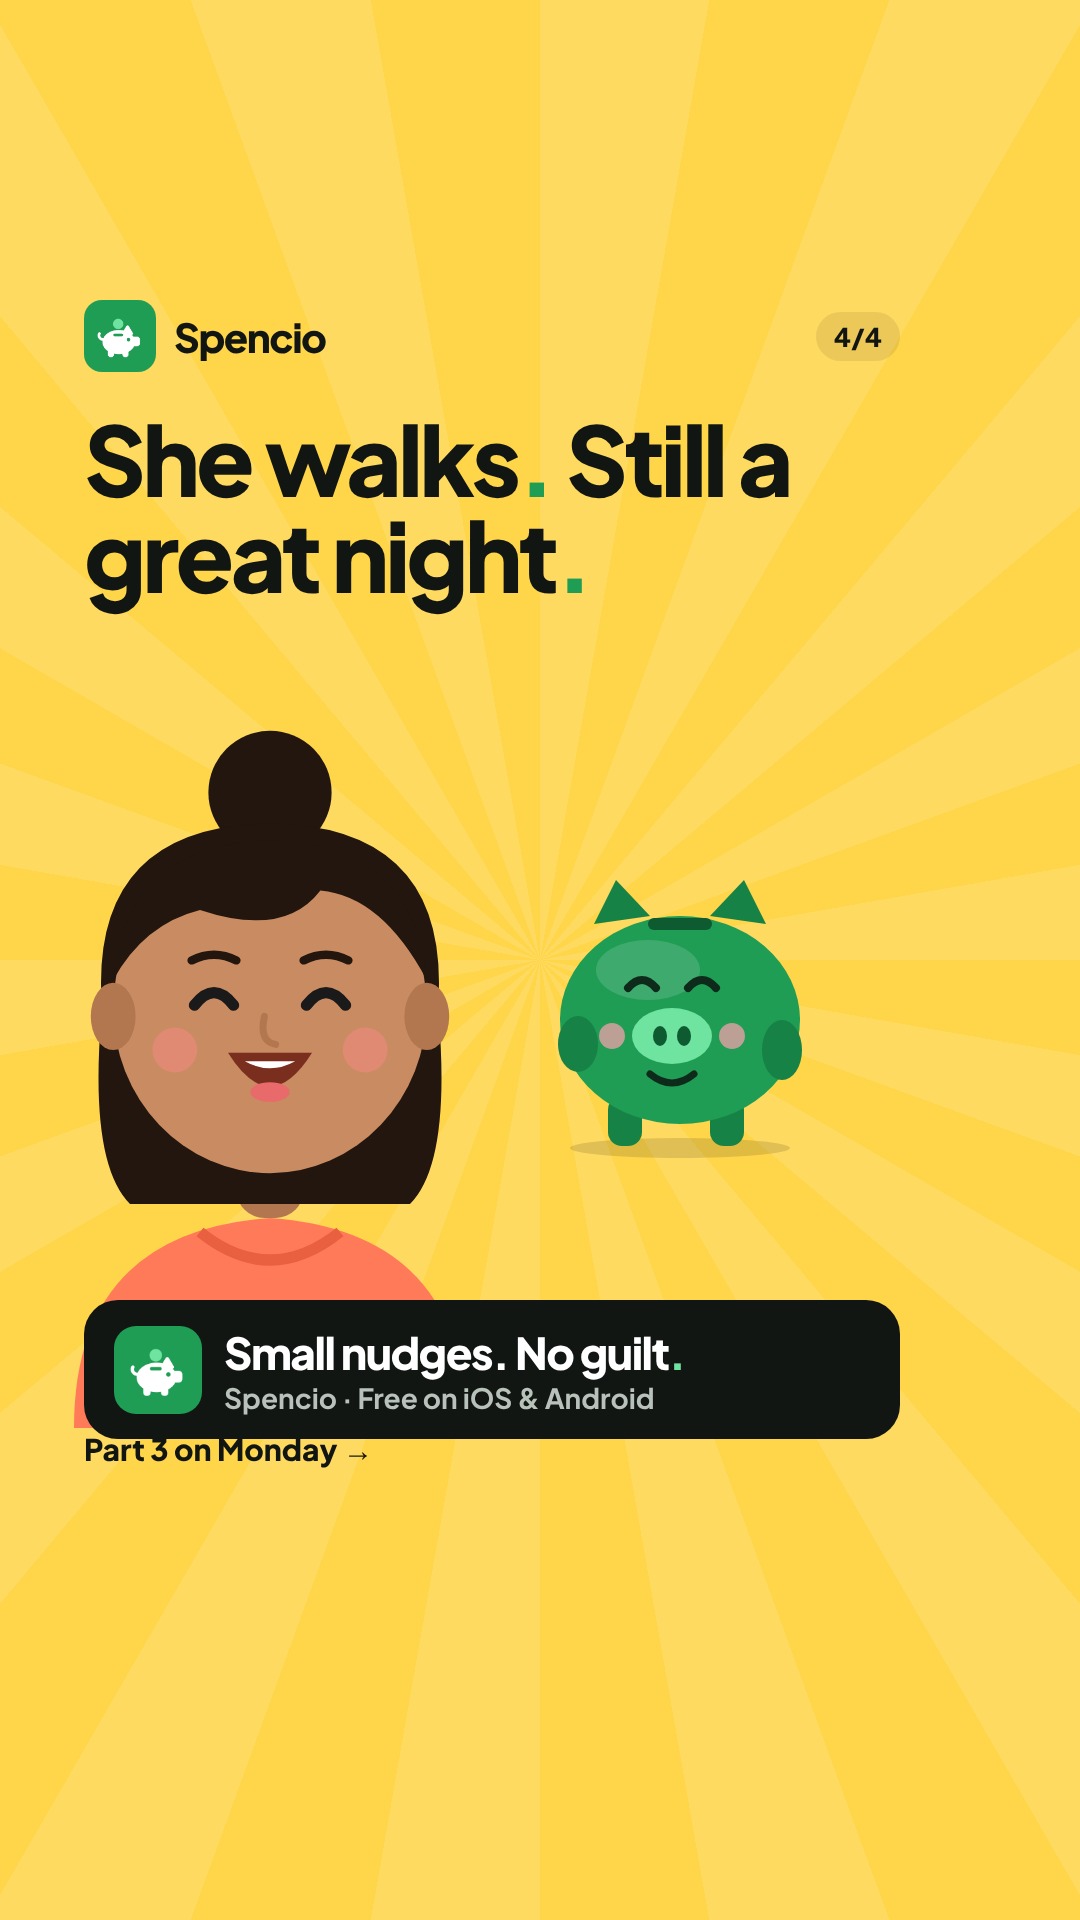 Spencio
4/4
She walks. Still a
great night.
Small nudges. No guilt.
Spencio · Free on iOS & Android
Part 3 on Monday →